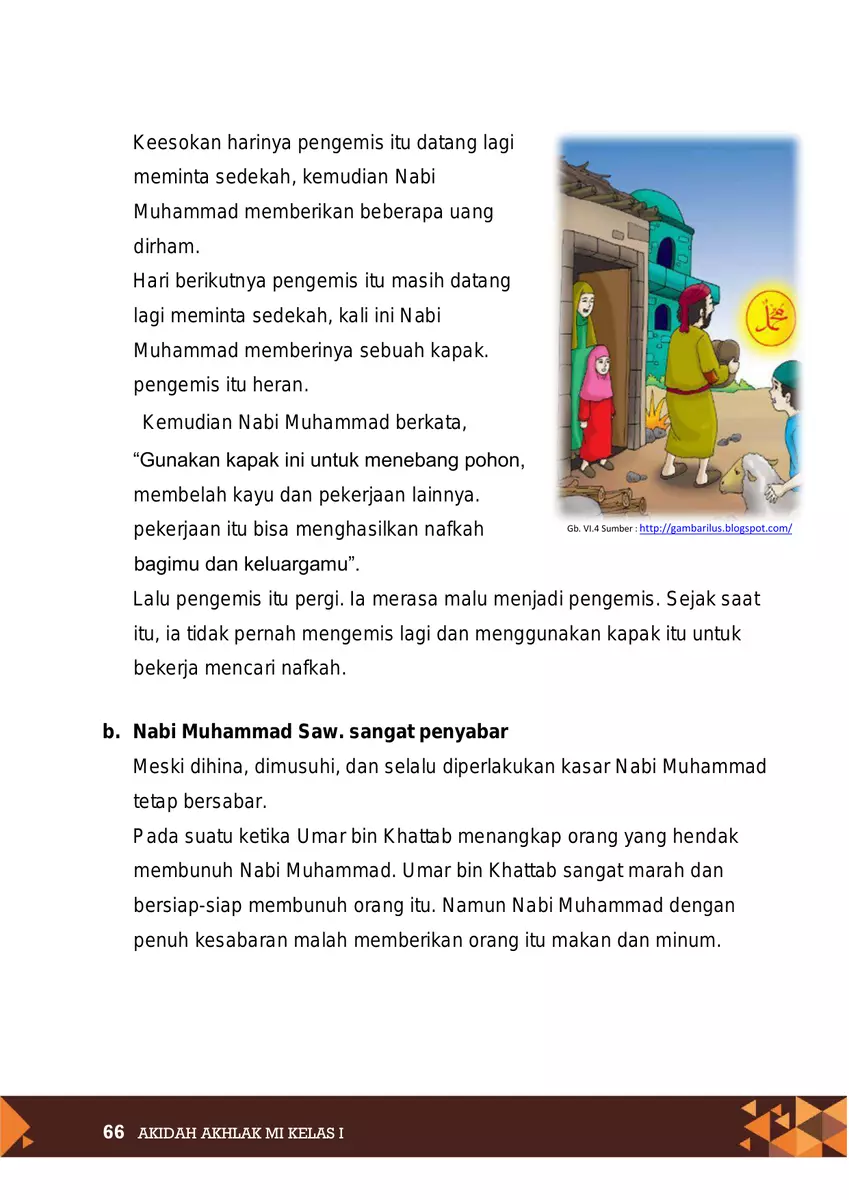 Keesokan harinya pengemis itu datang lagi
meminta sedekah, kemudian Nabi
Muhammad memberikan beberapa uang
dirham.
Hari berikutnya pengemis itu masih datang
lagi meminta sedekah, kali ini Nabi
Muhammad memberinya sebuah kapak.
pengemis itu heran.
Kemudian Nabi Muhammad berkata,
“Gunakan kapak ini untuk menebang pohon,
membelah kayu dan pekerjaan lainnya.
pekerjaan itu bisa menghasilkan nafkah
bagimu dan keluargamu”.
محمد
Gb. VI.4 Sumber : http://gambarilus.blogspot.com/
Lalu pengemis itu pergi. Ia merasa malu menjadi pengemis. Sejak saat
itu, ia tidak pernah mengemis lagi dan menggunakan kapak itu untuk
bekerja mencari nafkah.
b. Nabi Muhammad Saw. sangat penyabar
Meski dihina, dimusuhi, dan selalu diperlakukan kasar Nabi Muhammad
tetap bersabar.
Pada suatu ketika Umar bin Khattab menangkap orang yang hendak
membunuh Nabi Muhammad. Umar bin Khattab sangat marah dan
bersiap-siap membunuh orang itu. Namun Nabi Muhammad dengan
penuh kesabaran malah memberikan orang itu makan dan minum.
66 AKIDAH AKHLAK MI KELAS I